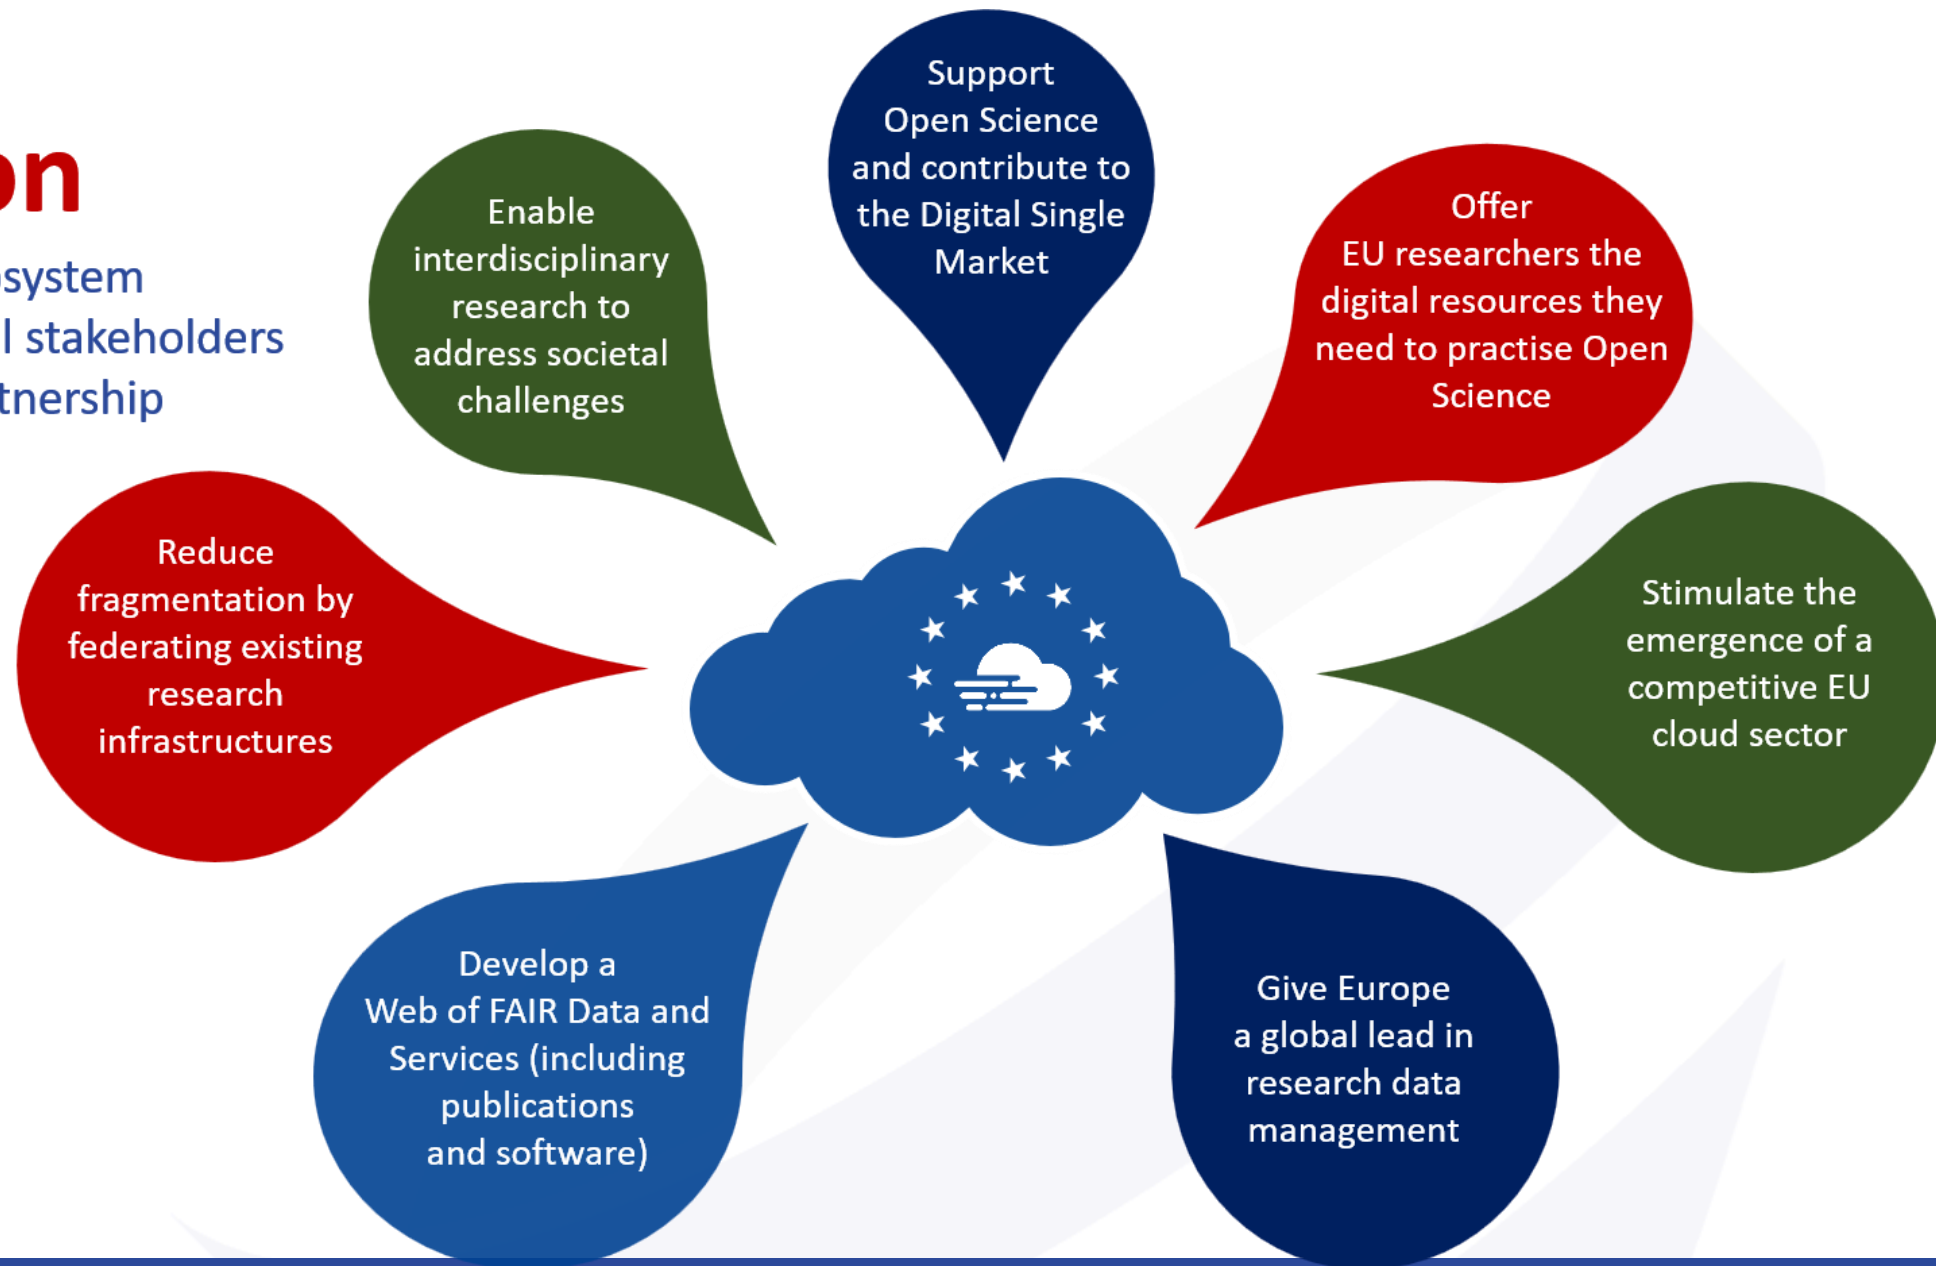 on
system
l stakeholders
tnership
Support
Open Science
and contribute to
the Digital Single
Market
Enable
interdisciplinary
research to
address societal
challenges
Offer
EU researchers the
digital resources they
need to practise Open
Science
Reduce
fragmentation by
federating existing
research
infrastructures
Stimulate the
emergence of a
competitive EU
cloud sector
Develop a
Web of FAIR Data and
Services (including
publications
and software)
Give Europe
a global lead in
research data
management